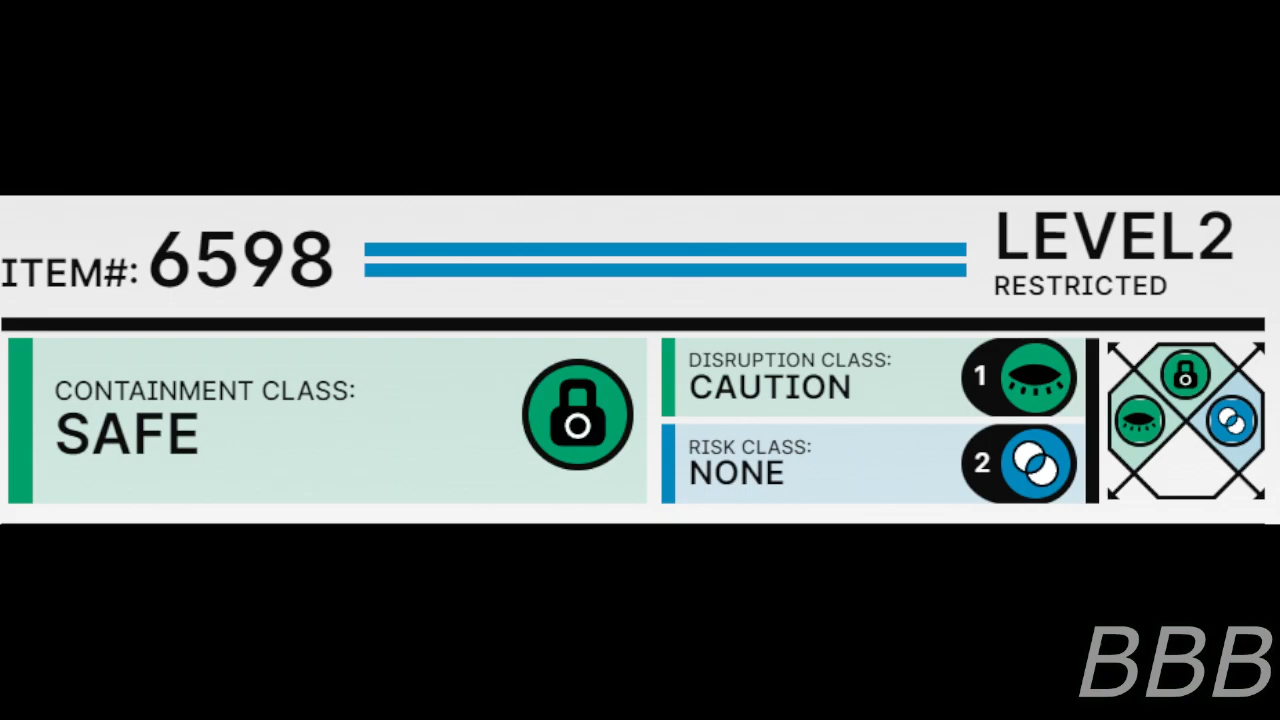 ITEM#: 6598
LEVEL2
RESTRICTED
CONTAINMENT CLASS:
SAFE
DISRUPTION CLASS:
CAUTION
1
RISK CLASS:
NONE
2
BBB